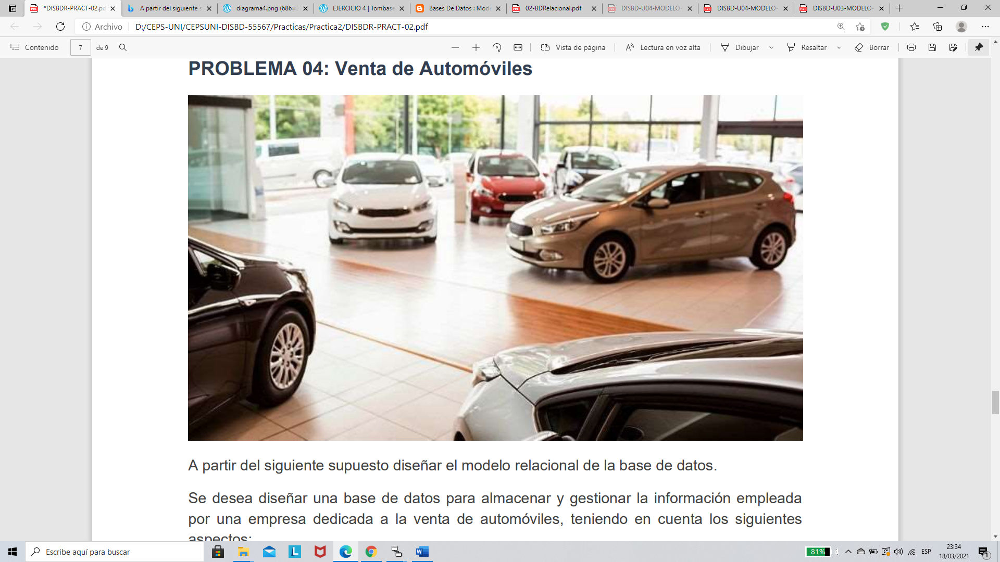 *DISBDR-PRACT-02.pd
A partir del siguiente s
diagrama4.png (686×
EJERCICIO 4 | Tombase
Bases De Datos : Mode
02-BDRelacional.pdf
DISBD-U04-MODELO-
DISBD-U04-MODELO-
DISBD-U03-MODELO-
Archivo
D:/CEPS-UNI/CEPSUNI-DISBD-55567/Practicas/Practica2/DISBDR-PRACT-02.pdf
Contenido
7
de 9
Vista de página
Lectura en voz alta
Dibujar
Resaltar
Borrar
PROBLEMA 04: Venta de Automóviles
A partir del siguiente supuesto diseñar el modelo relacional de la base de datos.
Se desea diseñar una base de datos para almacenar y gestionar la información empleada
por una empresa dedicada a la venta de automóviles, teniendo en cuenta los siguientes
aspectos:
Escribe aquí para buscar
81%
ESP
23:34
18/03/2021
1